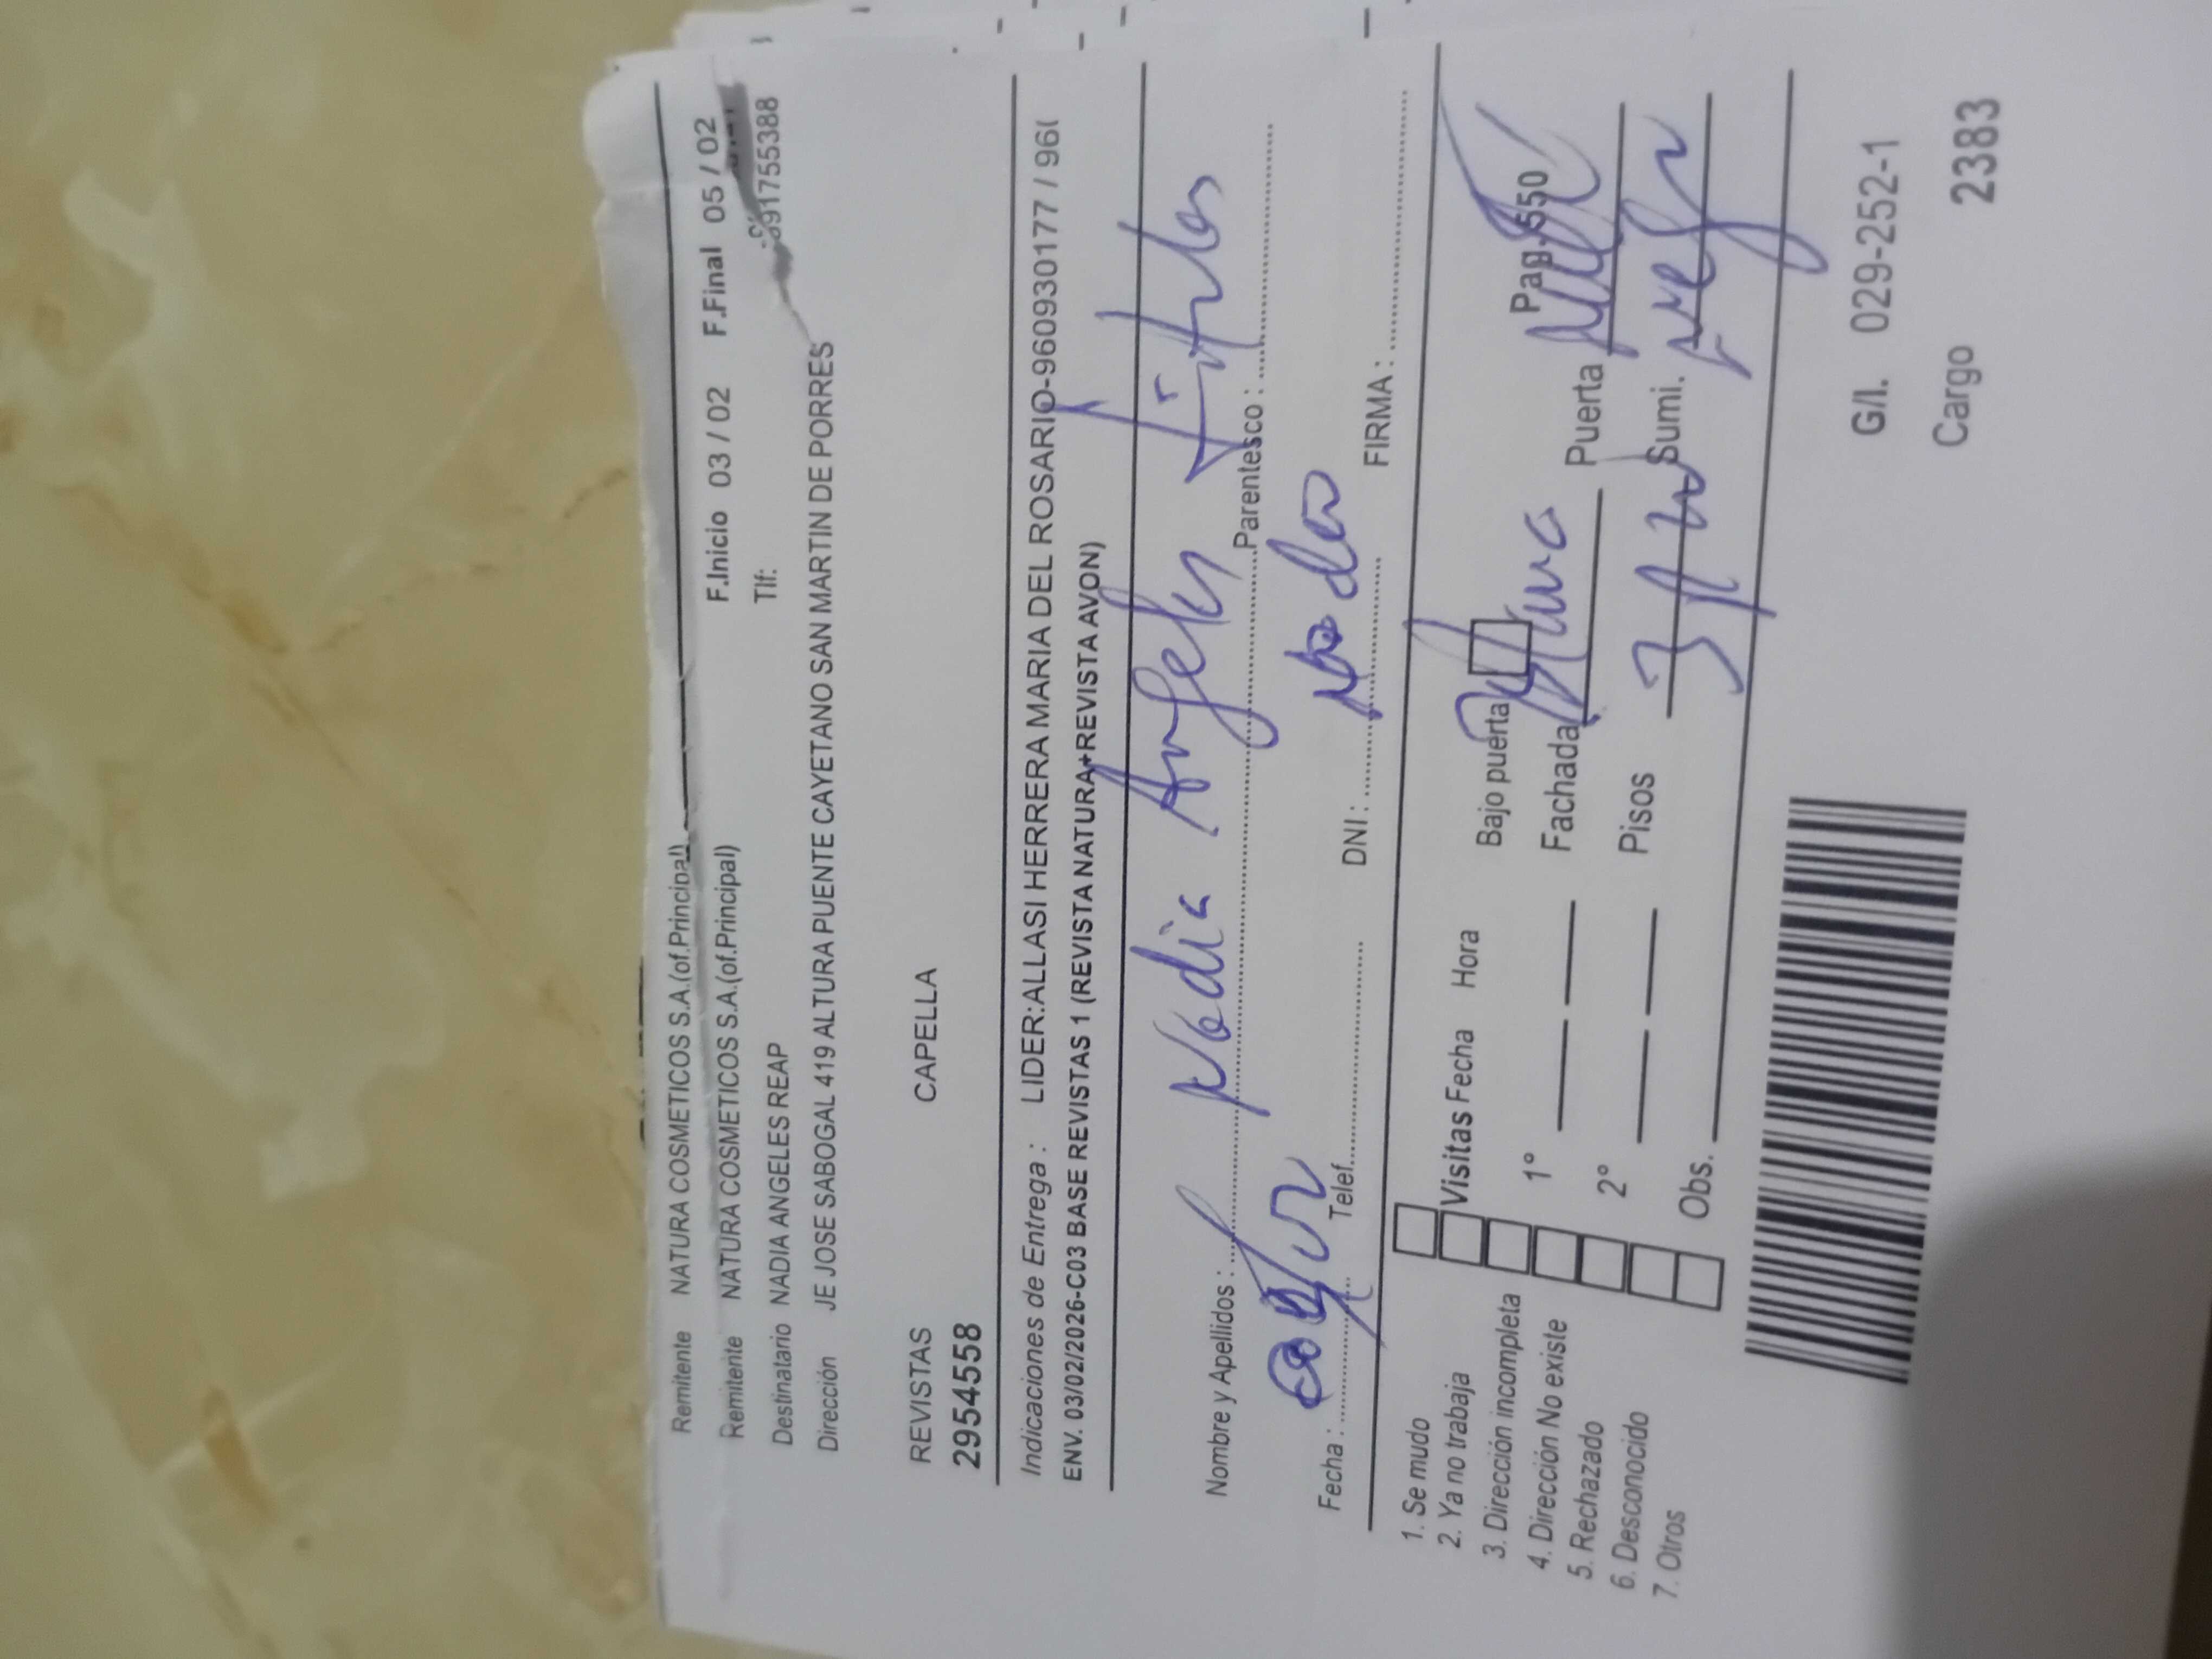 Remitente NATURA COSMETICOS S.A.(of.Principal)
Remitente NATURA COSMETICOS S.A.(of.Principal) F.Inicio 03 / 02 F.Final 05 / 02
Destinatario NADIA ANGELES REAP Tlf: 91755388
Dirección JE JOSE SABOGAL 419 ALTURA PUENTE CAYETANO SAN MARTIN DE PORRES
REVISTAS CAPELLA
2954558
Indicaciones de Entrega : LIDER:ALLASI HERRERA MARIA DEL ROSARIO-960930177 / 96
ENV. 03/02/2026-C03 BASE REVISTAS 1 (REVISTA NATURA+REVISTA AVON)
Nombre y Apellidos : Nadia Angeles Parentesco :
Fecha : Telef. DNI : No dio FIRMA :
1. Se mudo
2. Ya no trabaja
3. Dirección incompleta
4. Dirección No existe
5. Rechazado
6. Desconocido
7. Otros
Visitas Fecha Hora Bajo puerta Pag. 550
1° Fachada Puerta
2° Pisos 3 Sumi.
Obs.
G/I. 029-252-1
Cargo 2383